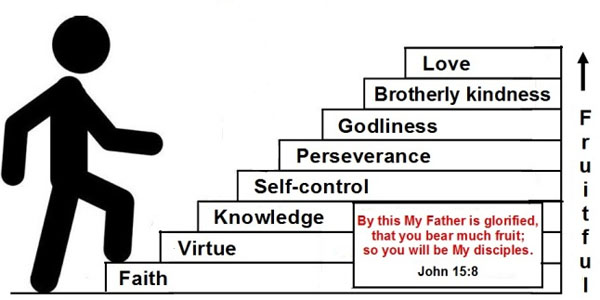 Love
Brotherly kindness
Godliness
Perseverance
Self-control
Knowledge
Virtue
Faith
By this My Father is glorified,
that you bear much fruit;
so you will be My disciples.
John 15:8
Fruitful